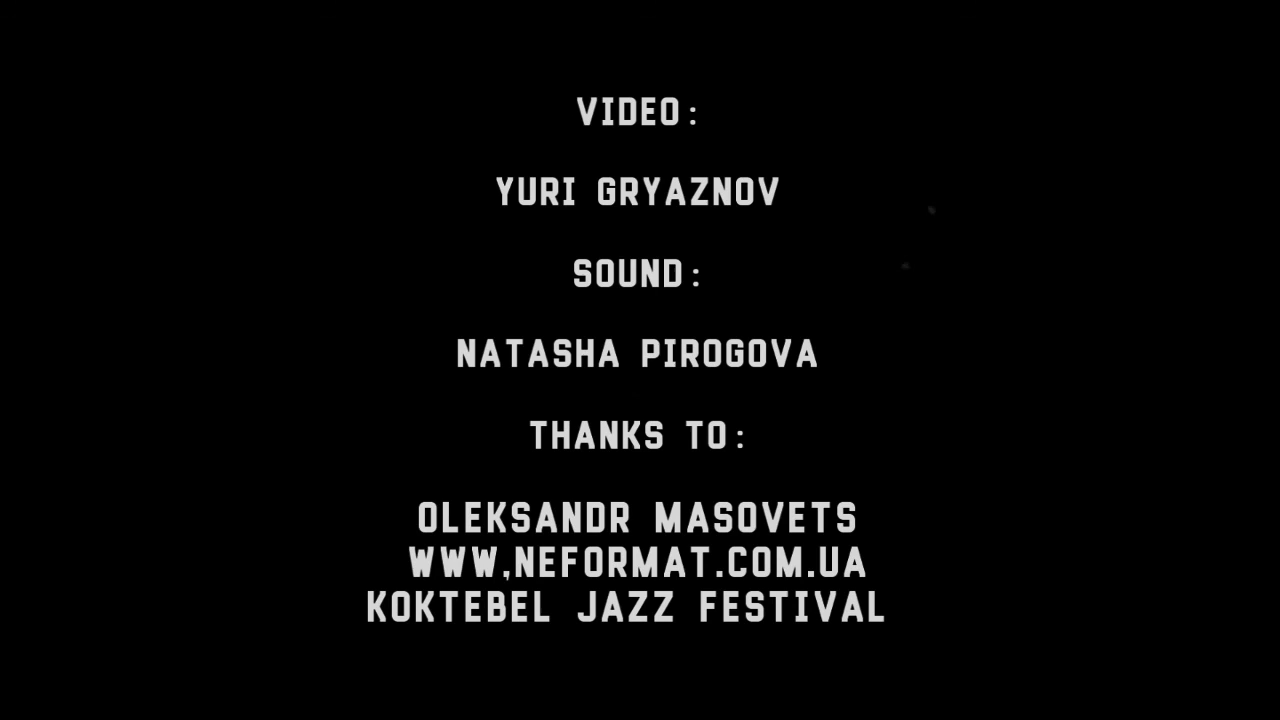 VIDEO:
YURI GRYAZNOV
SOUND:
NATASHA PIROGOVA
THANKS TO:
OLEKSANDR MASOVETS
WWW,NEFORMAT.COM.UA
KOKTEBEL JAZZ FESTIVAL